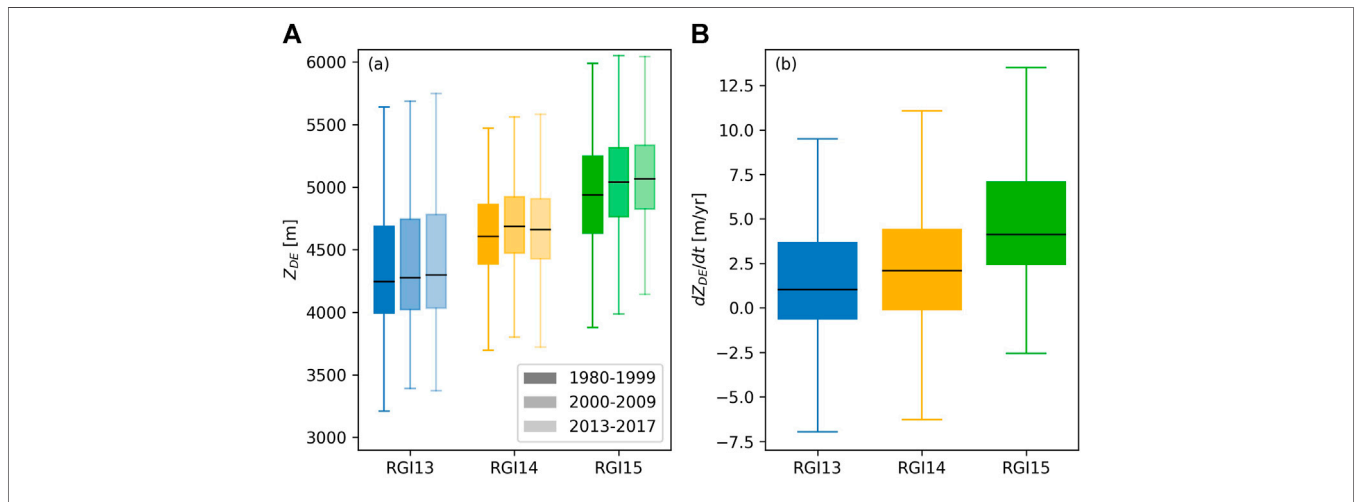 A
B
(a)
6000
5500
5000
4500
4000
3500
3000
Z_DE [m]
1980-1999
2000-2009
2013-2017
RGI13
RGI14
RGI15
(b)
12.5
10.0
7.5
5.0
2.5
0.0
−2.5
−5.0
−7.5
dZ_DE/dt [m/yr]
RGI13
RGI14
RGI15